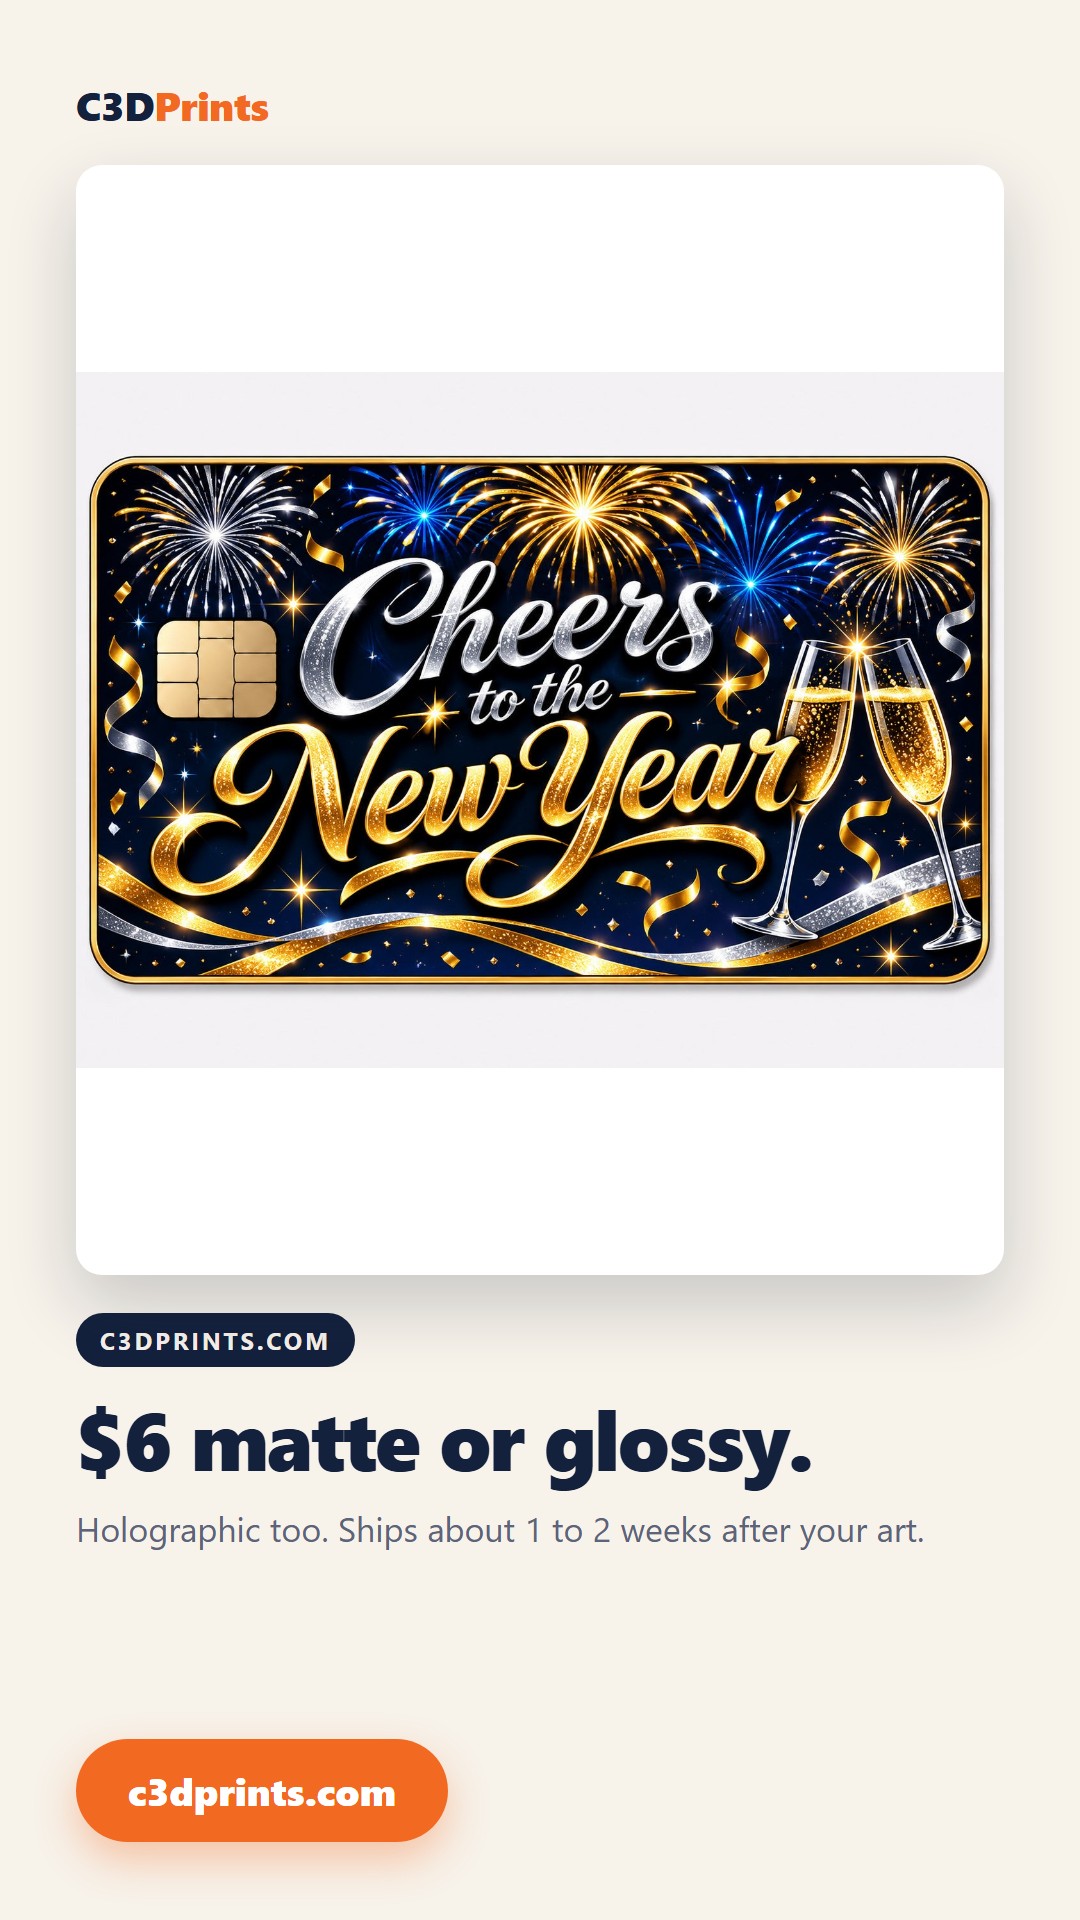 C3DPrints
Cheers
to the
New Year
C3DPRINTS.COM
$6 matte or glossy.
Holographic too. Ships about 1 to 2 weeks after your art.
c3dprints.com